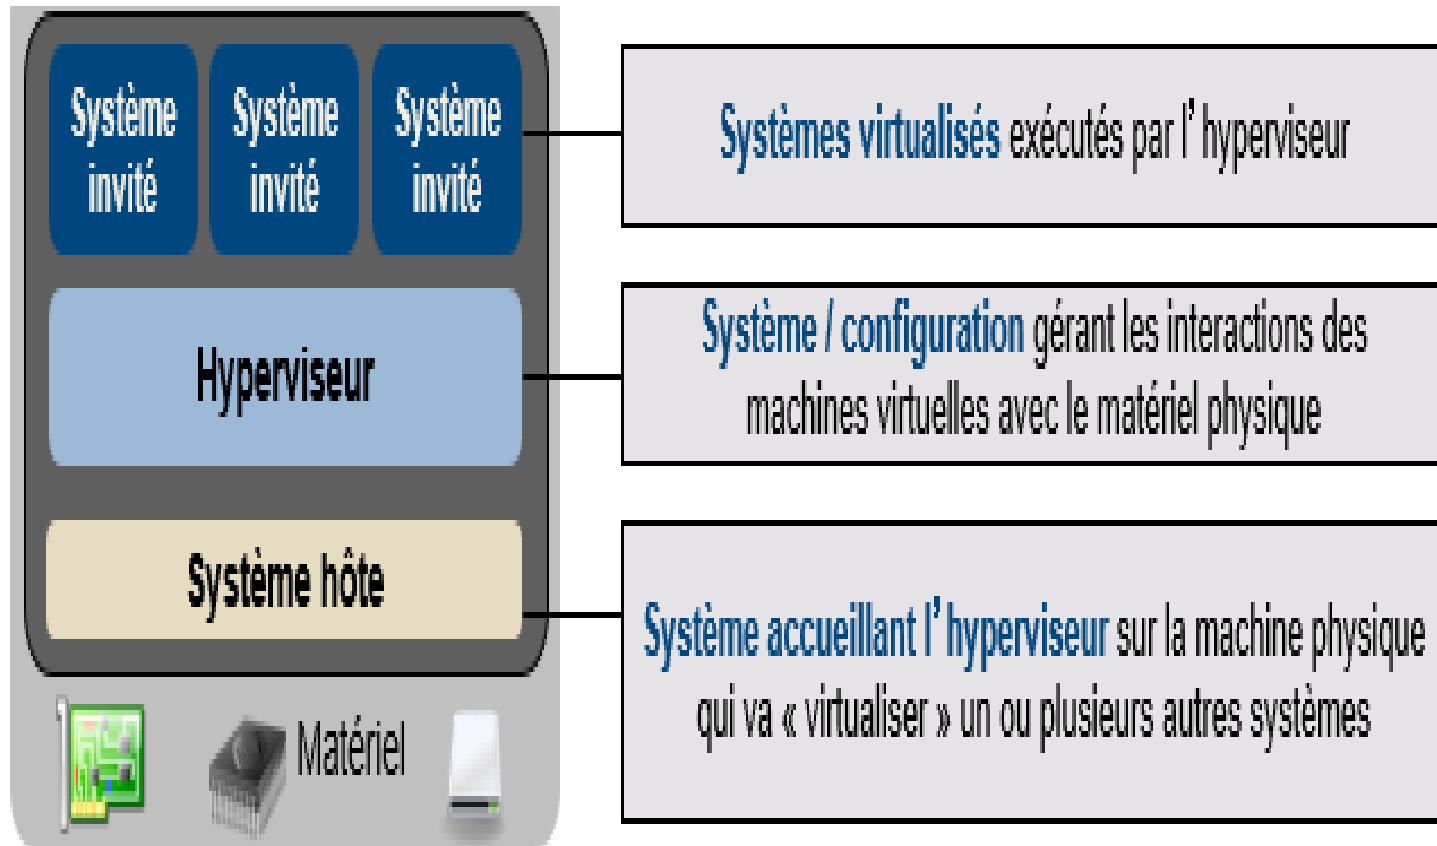 Système
invité
Système
invité
Système
invité
Systèmes virtualisés exécutés par l’ hyperviseur
Hyperviseur
Système / configuration gérant les interactions des
machines virtuelles avec le matériel physique
Système hôte
Système accueillant l’ hyperviseur sur la machine physique
qui va « virtualiser » un ou plusieurs autres systèmes
Matériel